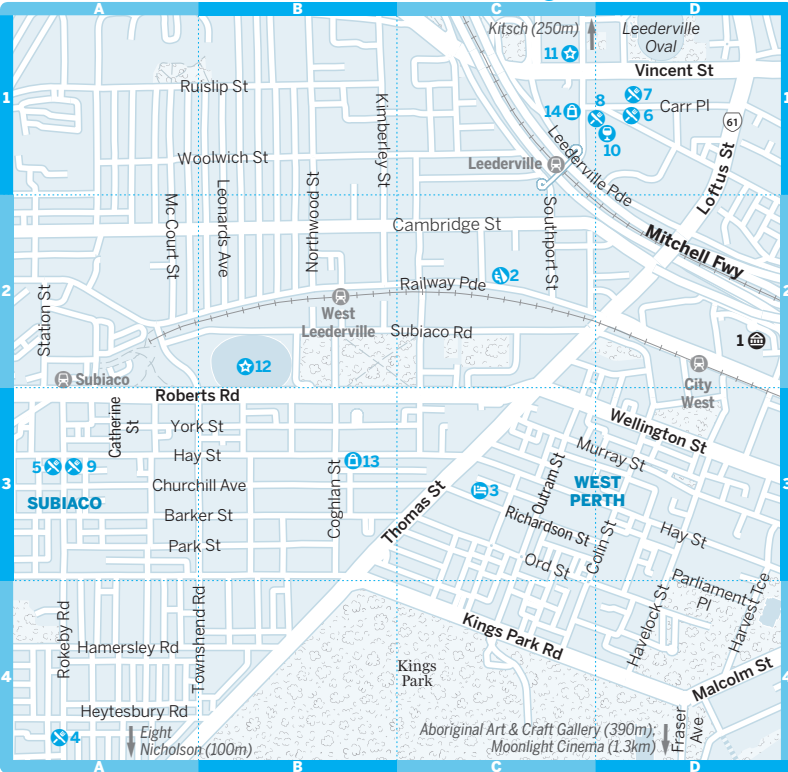 A
B
C
D
Kitsch (250m)
Leederville
Oval
11
Vincent St
1
1
Ruislip St
Kimberley St
14
8
7
Carr Pl
6
61
10
Woolwich St
Leederville
Leederville Pde
Loftus St
Mc Court St
Leonards Ave
Northwood St
Cambridge St
Southport St
Mitchell Fwy
2
2
Station St
Railway Pde
2
West
Leederville
Subiaco Rd
1
12
Subiaco
City
West
Roberts Rd
Catherine
St
York St
Wellington St
Hay St
13
Murray St
5
9
3
3
SUBIACO
Churchill Ave
Coghlan St
Thomas St
3
Outram St
WEST
PERTH
Barker St
Richardson St
Colin St
Hay St
Park St
Ord St
Parliament
Pl
Harvest Tce
Rokeby Rd
Townshend Rd
Havelock St
Hamersley Rd
Kings Park Rd
4
4
Kings
Park
Malcolm St
Heytesbury Rd
4
Eight
Nicholson (100m)
Aboriginal Art & Craft Gallery (390m);
Moonlight Cinema (1.3km)
Fraser
Ave
A
B
C
D